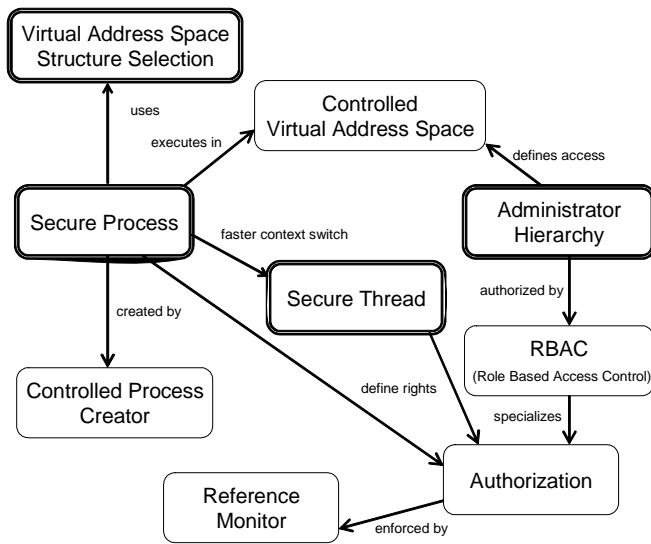 Virtual Address Space
Structure Selection
Controlled
Virtual Address Space
uses
executes in
defines access
Secure Process
Administrator
Hierarchy
faster context switch
Secure Thread
authorized by
created by
RBAC
(Role Based Access Control)
Controlled Process
Creator
define rights
specializes
Authorization
Reference
Monitor
enforced by